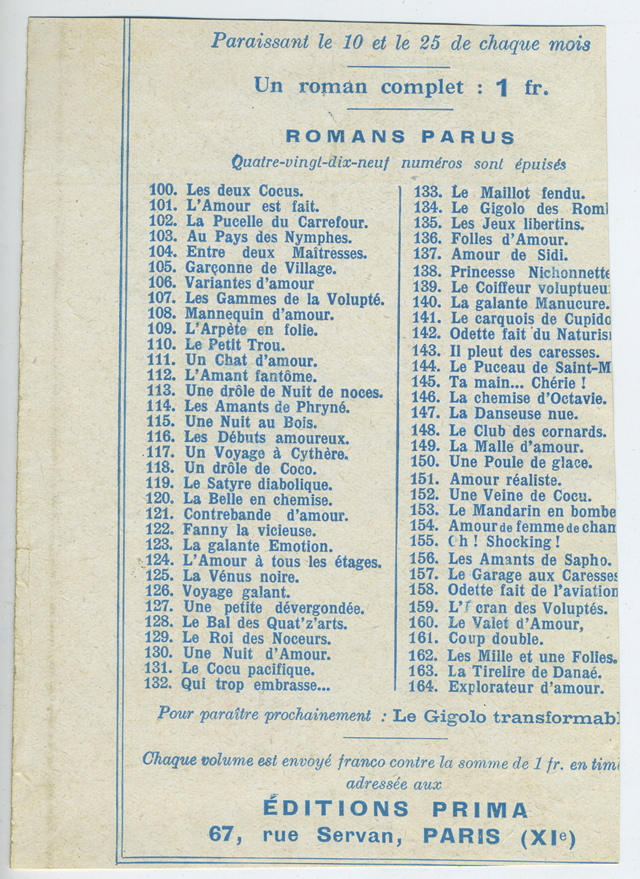 Paraissant le 10 et le 25 de chaque mois
Un roman complet : 1 fr.
ROMANS PARUS
Quatre-vingt-dix-neuf numéros sont épuisés
100. Les deux Cocus.
101. L'Amour est fait.
102. La Pucelle du Carrefour.
103. Au Pays des Nymphes.
104. Entre deux Maîtresses.
105. Garçonne de Village.
106. Variantes d'amour
107. Les Gammes de la Volupté.
108. Mannequin d'amour.
109. L'Arpète en folie.
110. Le Petit Trou.
111. Un Chat d'amour.
112. L'Amant fantôme.
113. Une drôle de Nuit de noces.
114. Les Amants de Phryné.
115. Une Nuit au Bois.
116. Les Débuts amoureux.
117. Un Voyage à Cythère.
118. Un drôle de Coco.
119. Le Satyre diabolique.
120. La Belle en chemise.
121. Contrebande d'amour.
122. Fanny la vicieuse.
123. La galante Emotion.
124. L'Amour à tous les étages.
125. La Vénus noire.
126. Voyage galant.
127. Une petite dévergondée.
128. Le Bal des Quat'z'arts.
129. Le Roi des Noceurs.
130. Une Nuit d'Amour.
131. Le Cocu pacifique.
132. Qui trop embrasse...
133. Le Maillot fendu.
134. Le Gigolo des
135. Les Jeux libertins.
136. Folles d'Amour.
137. Amour de Sidi.
138. Princesse Nichonnette
139. Le Coiffeur voluptueu
140. La galante Manucure.
141. Le carquois de Cupido
142. Odette fait du Naturis
143. Il pleut des caresses.
144. Le Puceau de Saint-M
145. Ta main... Chérie !
146. La chemise d'Octavie.
147. La Danseuse nue.
148. Le Club des cornards.
149. La Malle d'amour.
150. Une Poule de glace.
151. Amour réaliste.
152. Une Veine de Cocu.
153. Le Mandarin en bombe
154. Amour de femme de cham
155. Oh ! Shocking !
156. Les Amants de Sapho.
157. Le Garage aux Caresses
158. Odette fait de l'aviation
159. L'Ecran des Voluptés.
160. Le Valet d'Amour,
161. Coup double.
162. Les Mille et une Folies.
163. La Tirelire de Danaé.
164. Explorateur d'amour.
Pour paraître prochainement : Le Gigolo transformabl
Chaque volume est envoyé franco contre la somme de 1 fr. en tim
adressée aux
ÉDITIONS PRIMA
67, rue Servan, PARIS (XIe)